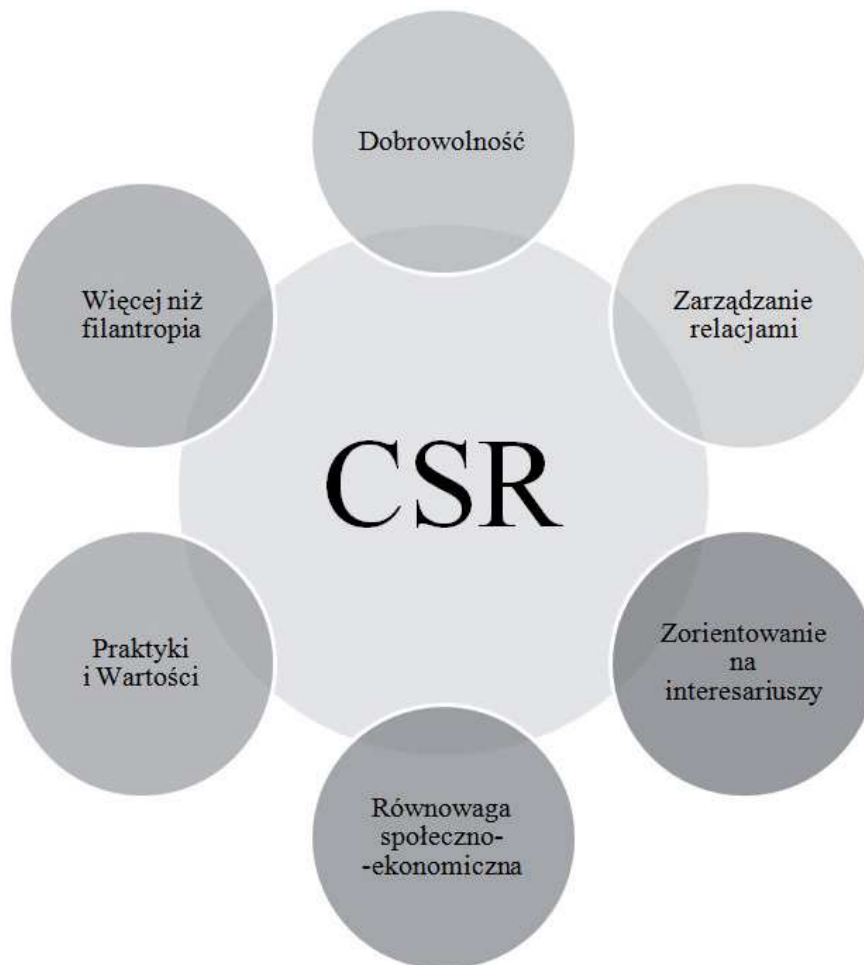 Dobrowolność
Więcej niż
filantropia
Zarządzanie
relacjami
CSR
Praktyki
i Wartości
Zorientowanie
na
interesariuszy
Równowaga
społeczno-
-ekonomiczna